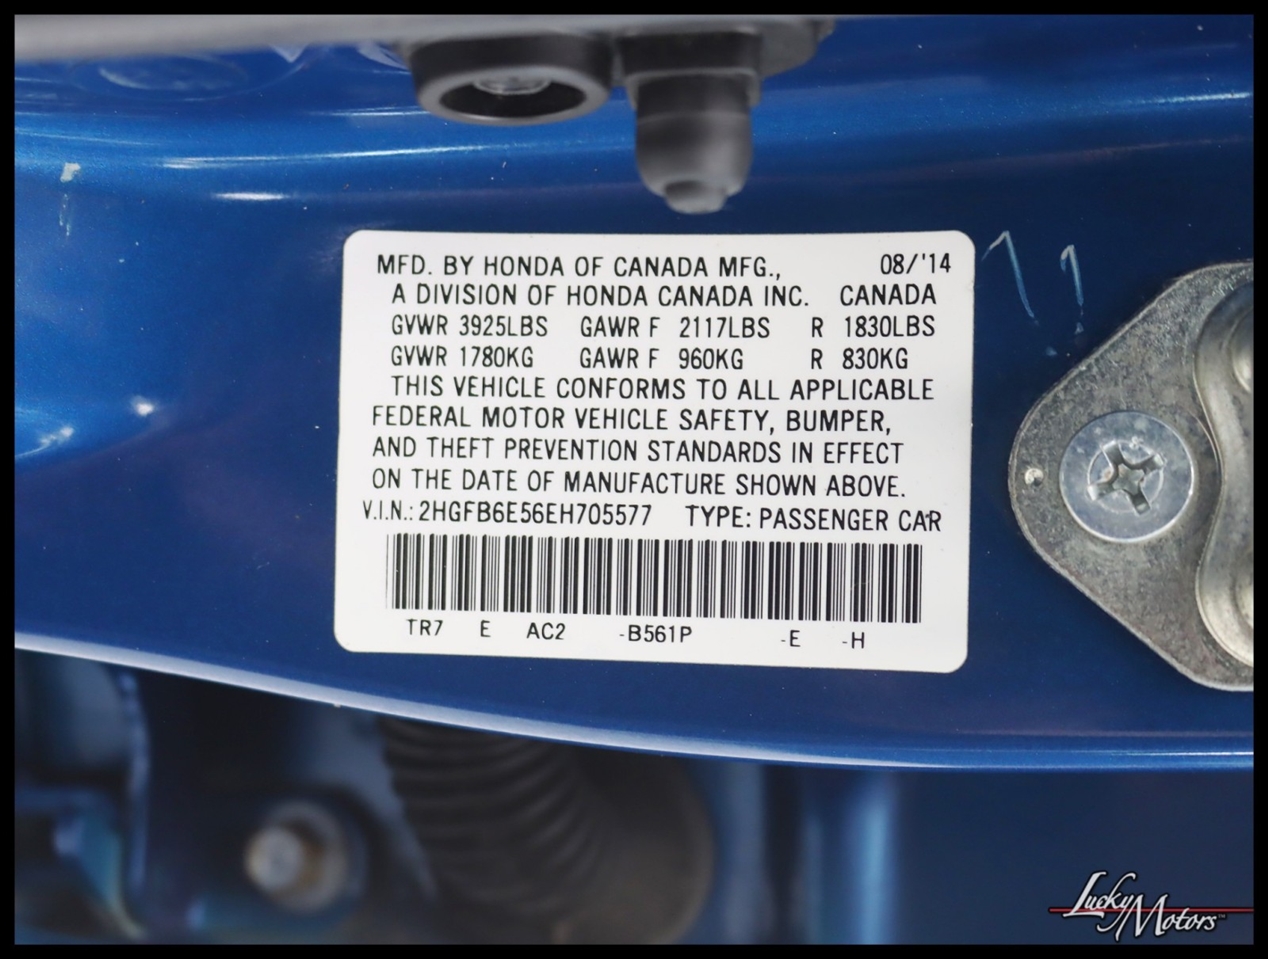 MFD. BY HONDA OF CANADA MFG., 08/'14
A DIVISION OF HONDA CANADA INC. CANADA
GVWR 3925LBS GAWR F 2117LBS R 1830LBS
GVWR 1780KG GAWR F 960KG R 830KG
THIS VEHICLE CONFORMS TO ALL APPLICABLE
FEDERAL MOTOR VEHICLE SAFETY, BUMPER,
AND THEFT PREVENTION STANDARDS IN EFFECT
ON THE DATE OF MANUFACTURE SHOWN ABOVE.
V.I.N.: 2HGFB6E56EH705577 TYPE: PASSENGER CAR
TR7 E AC2 -B561P -E -H
Lucky Motors™